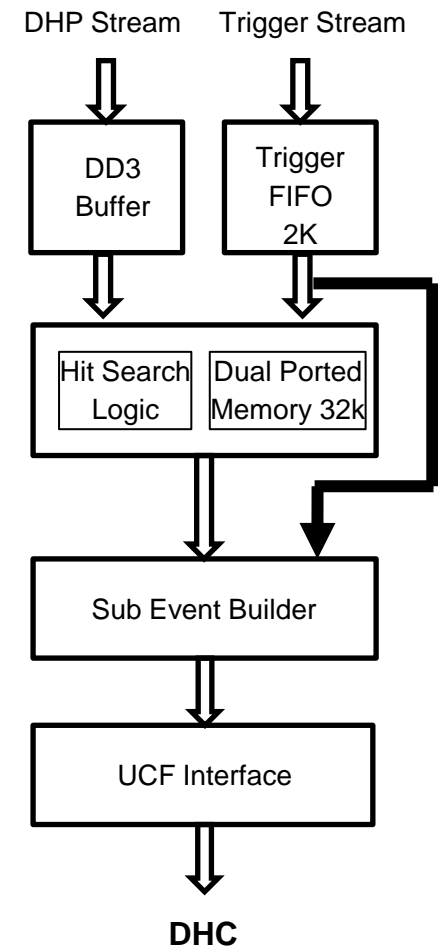 DHP Stream
Trigger Stream
DD3
Buffer
Trigger
FIFO
2K
Hit Search
Logic
Dual Ported
Memory 32k
Sub Event Builder
UCF Interface
DHC